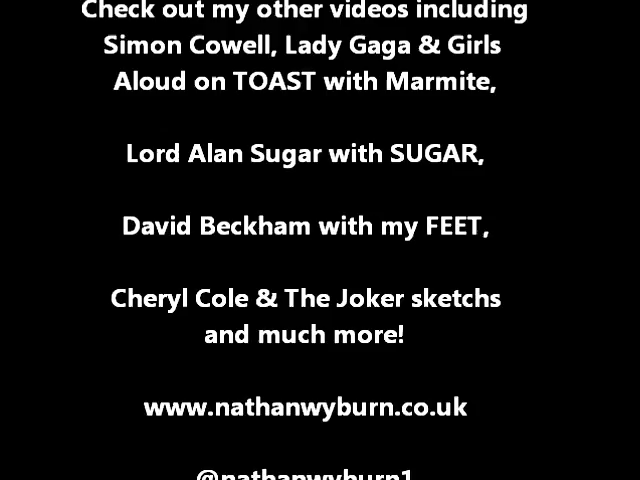 Check out my other videos including
Simon Cowell, Lady Gaga & Girls
Aloud on TOAST with Marmite,
Lord Alan Sugar with SUGAR,
David Beckham with my FEET,
Cheryl Cole & The Joker sketchs
and much more!
www.nathanwyburn.co.uk
@nathanwyburn1